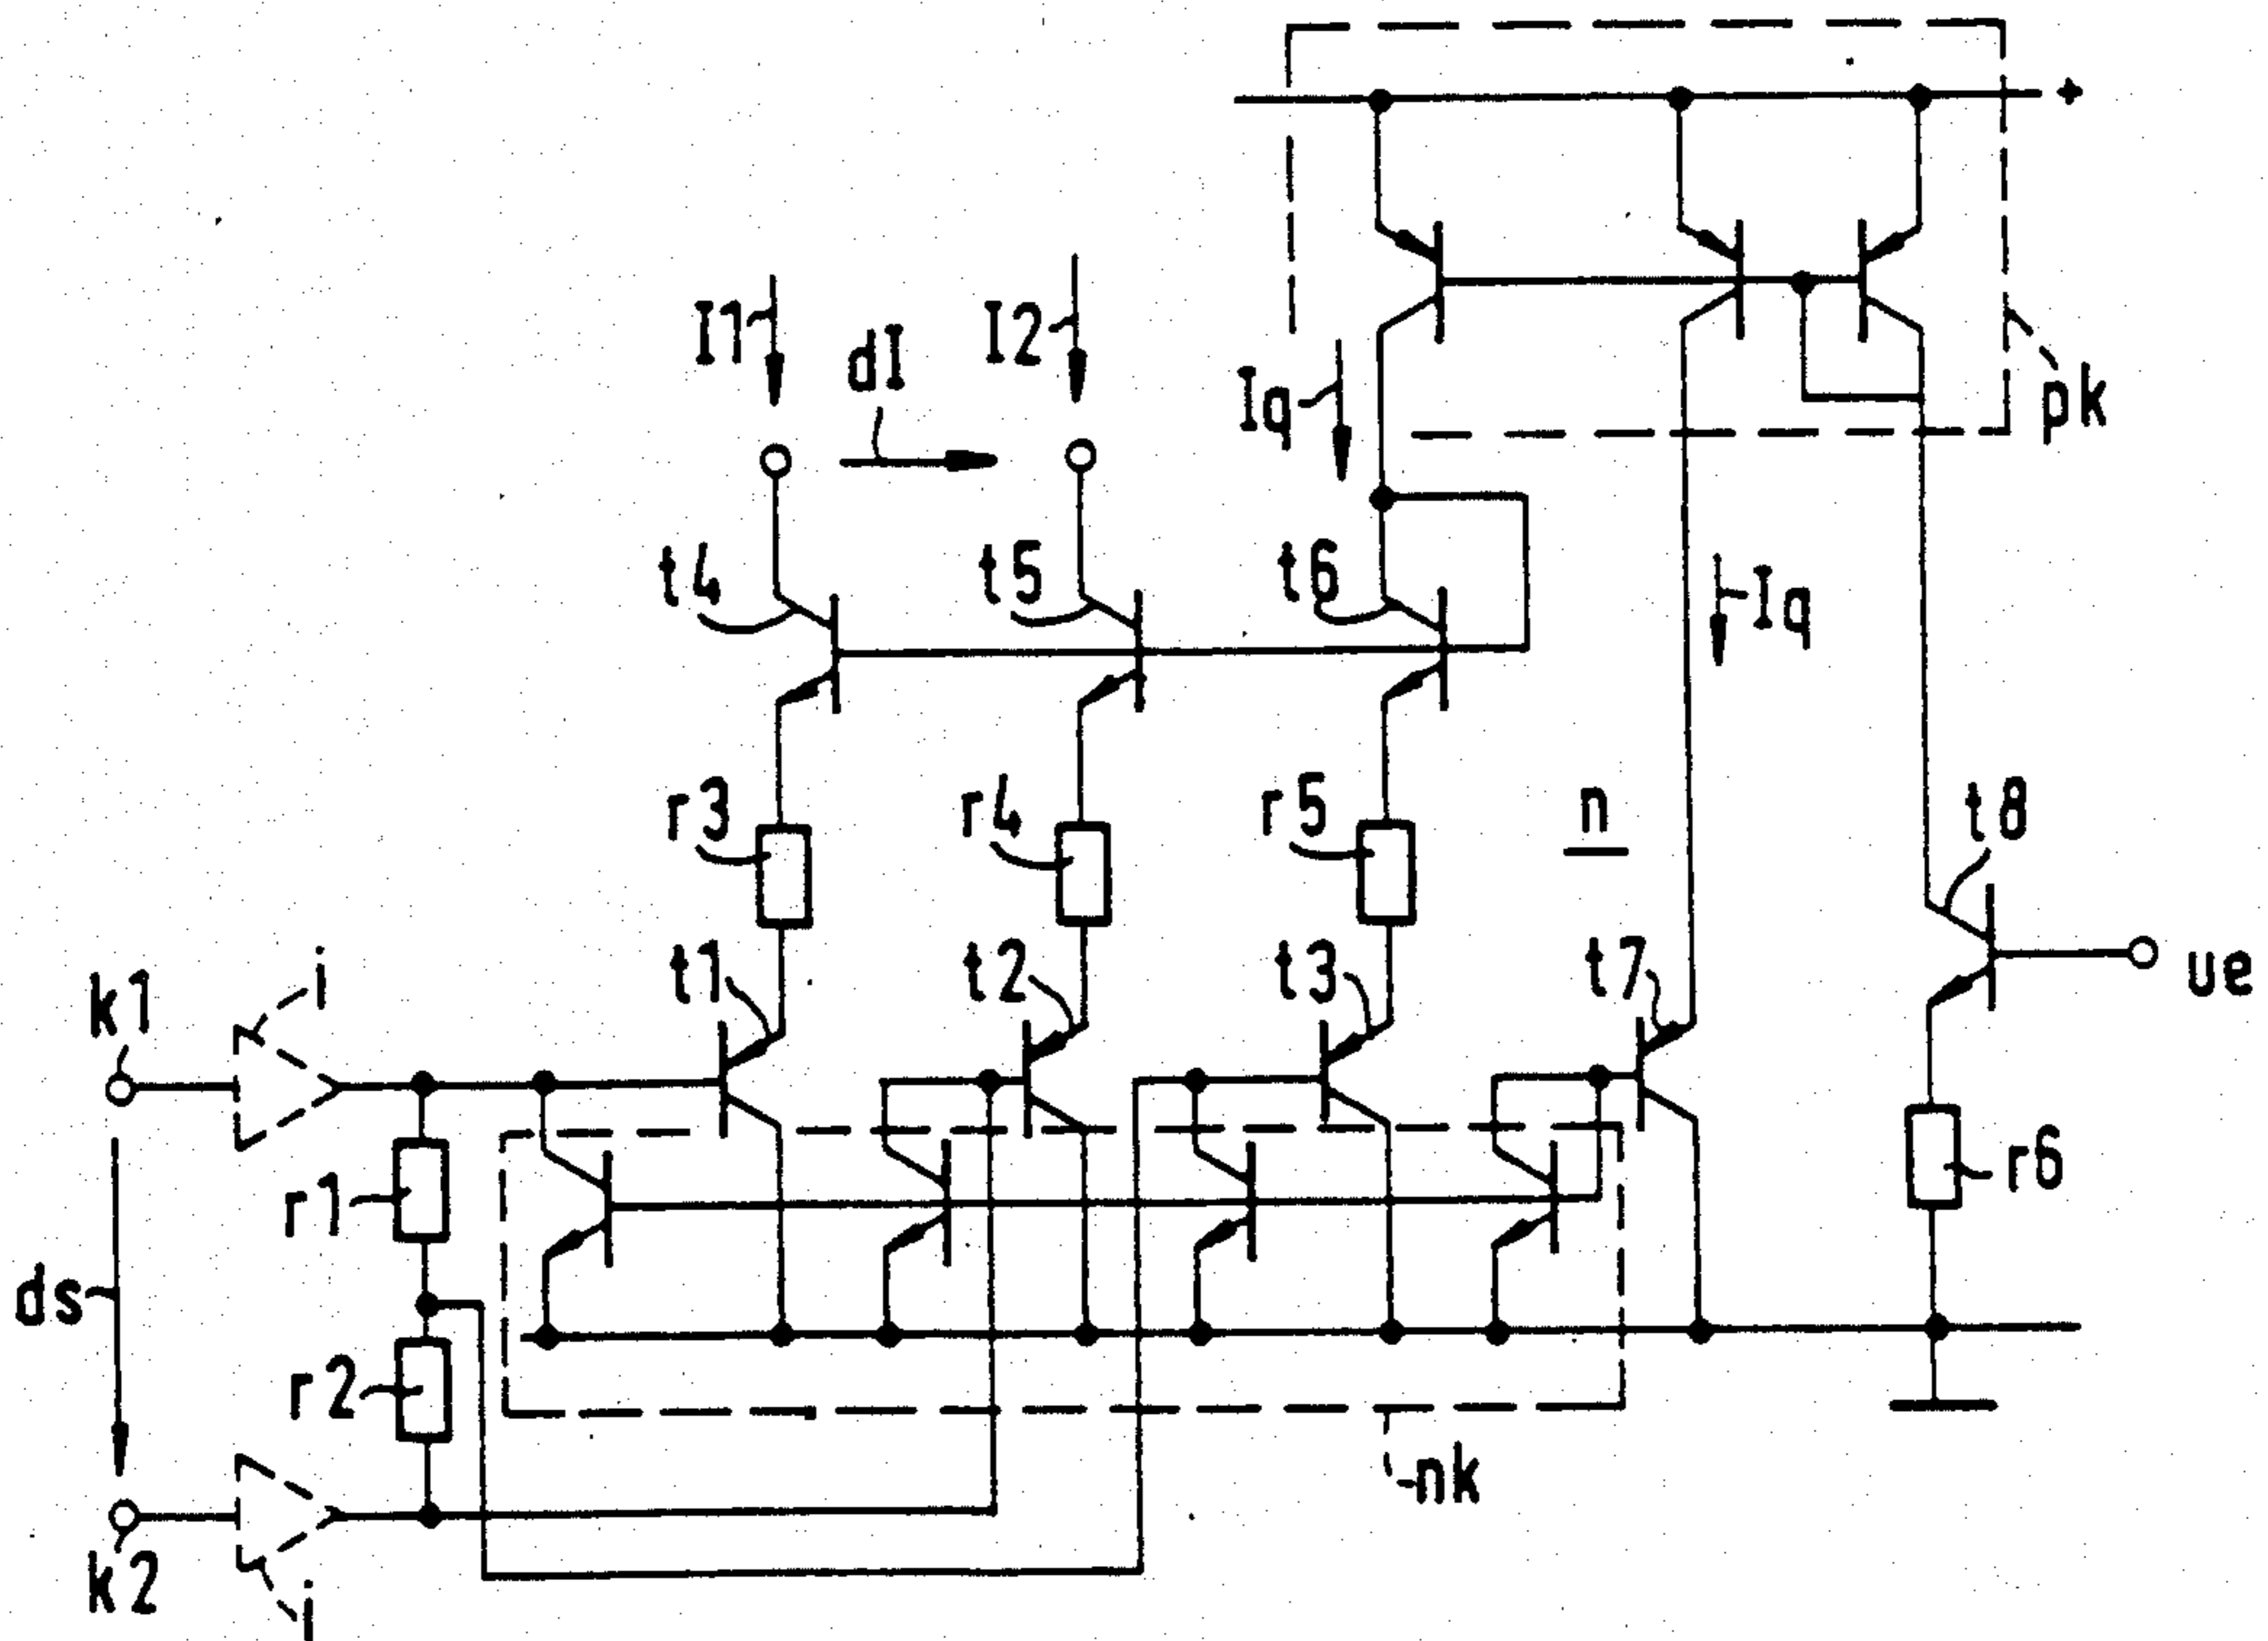 +
I1
I2
dI
Iq
pk
t4
t5
t6
Iq
r3
r4
r5
n
t8
k1
i
t1
t2
t3
t7
ue
r1
r6
ds
r2
nk
k2
i